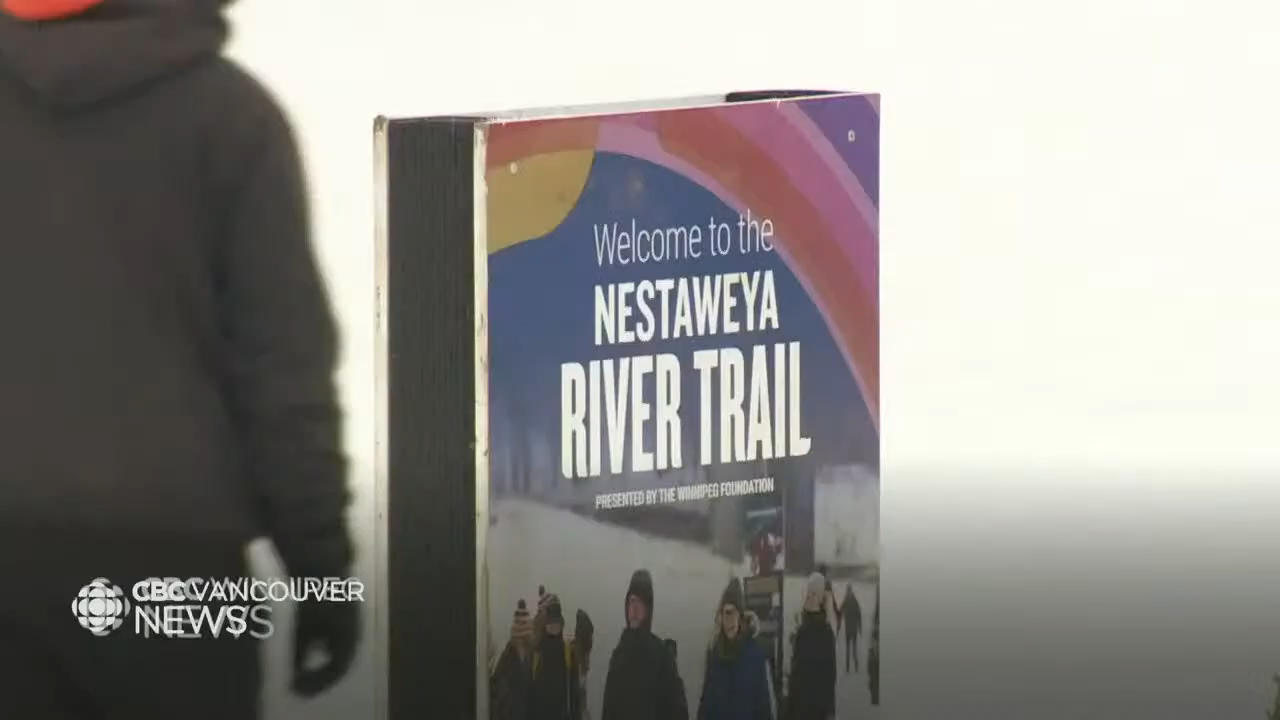 Welcome to the
NESTAWEYA
RIVER TRAIL
PRESENTED BY THE WINNIPEG FOUNDATION
CBC VANCOUVER
NEWS